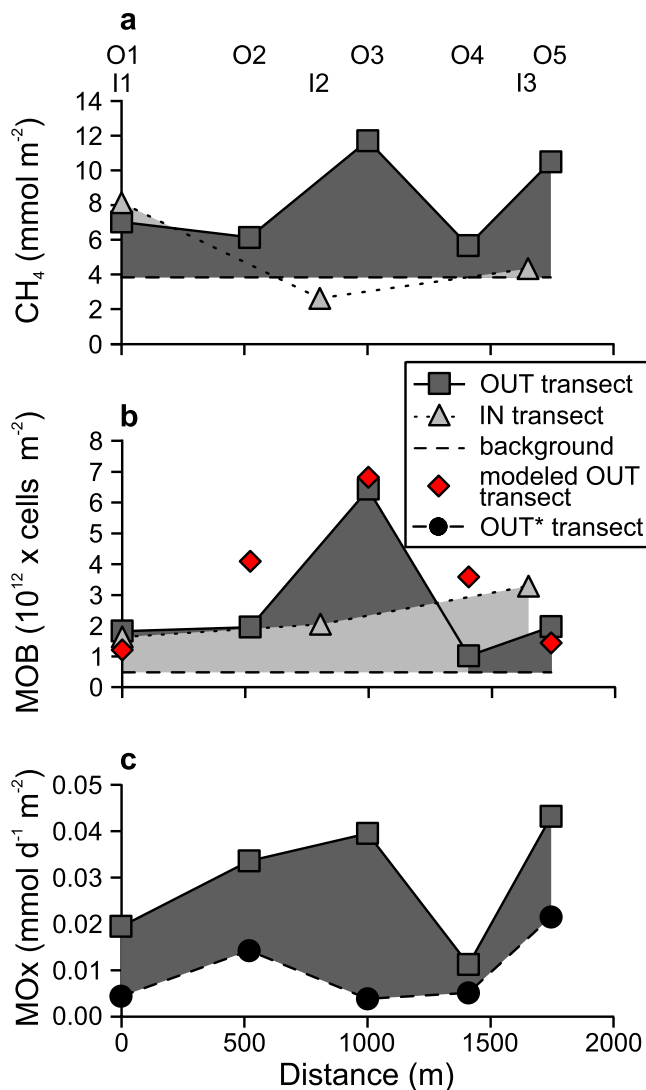 a
O1 O2 O3 O4 O5
I1 I2 I3
14
12
10
8
6
4
2
0
CH₄ (mmol m⁻²)
OUT transect
IN transect
background
modeled OUT
transect
OUT* transect
b
8
7
6
5
4
3
2
1
0
MOB (10¹² x cells m⁻²)
c
0.05
0.04
0.03
0.02
0.01
0.00
MOx (mmol d⁻¹ m⁻²)
0 500 1000 1500 2000
Distance (m)